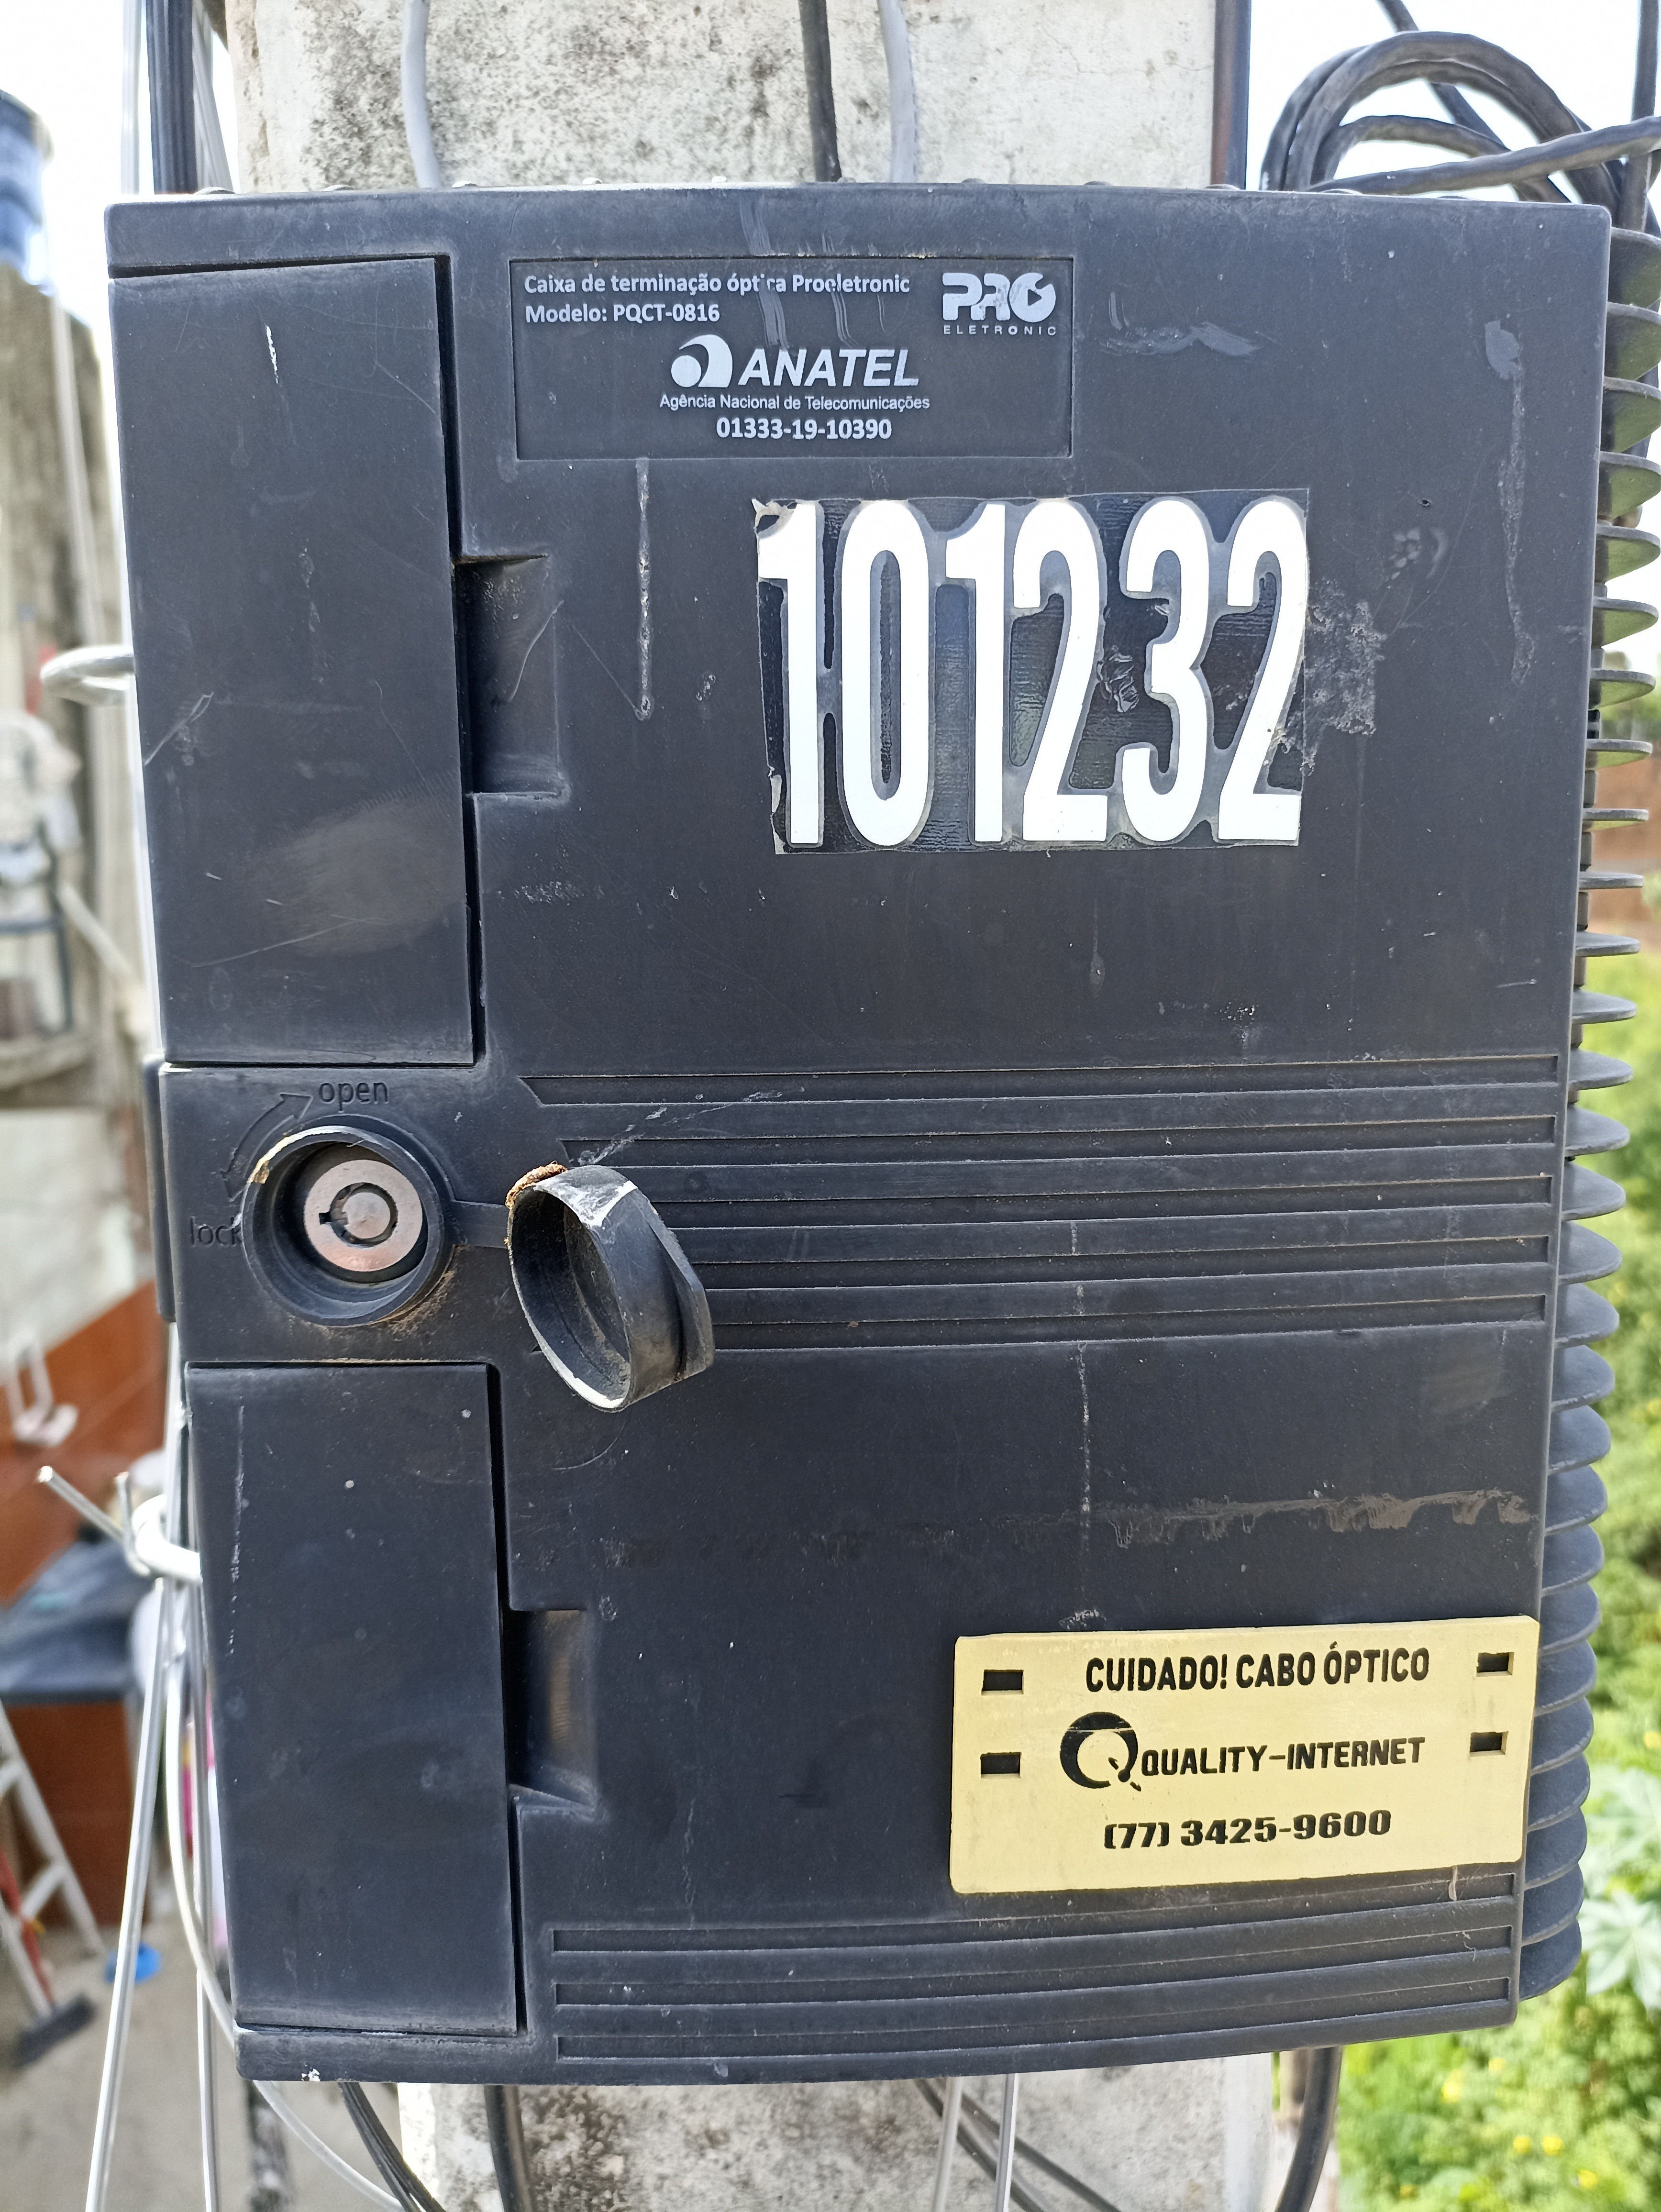 Caixa de terminação óptica Proeletronic
Modelo: PQCT-0816
PRO
ELETRONIC
ANATEL
Agência Nacional de Telecomunicações
01333-19-10390
101232
open
lock
CUIDADO! CABO ÓPTICO
QUALITY-INTERNET
(77) 3425-9600